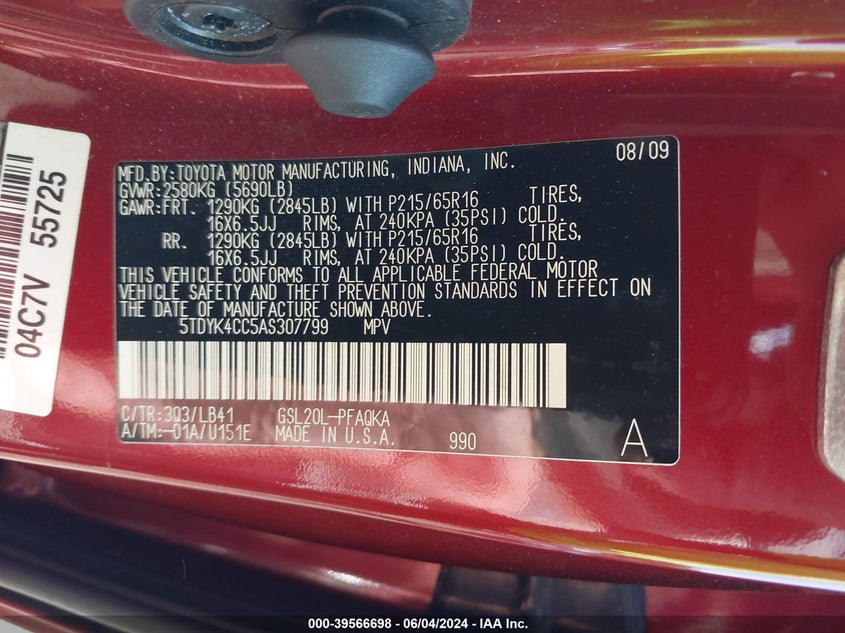 04C7V 55725
MFD.BY:TOYOTA MOTOR MANUFACTURING, INDIANA, INC. 08/09
GVWR:2580KG (5690LB)
GAWR:FRT. 1290KG (2845LB) WITH P215/65R16 TIRES,
16X6.5JJ RIMS, AT 240KPA (35PSI) COLD.
RR. 1290KG (2845LB) WITH P215/65R16 TIRES,
16X6.5JJ RIMS, AT 240KPA (35PSI) COLD.
THIS VEHICLE CONFORMS TO ALL APPLICABLE FEDERAL MOTOR
VEHICLE SAFETY AND THEFT PREVENTION STANDARDS IN EFFECT ON
THE DATE OF MANUFACTURE SHOWN ABOVE.
5TDYK4CC5AS307799 MPV
C/TR:3Q3/LB41 GSL20L-PFAQKA
A/TM:-01A/U151E MADE IN U.S.A. 990 A
000-39566698 - 06/04/2024 - IAA Inc.